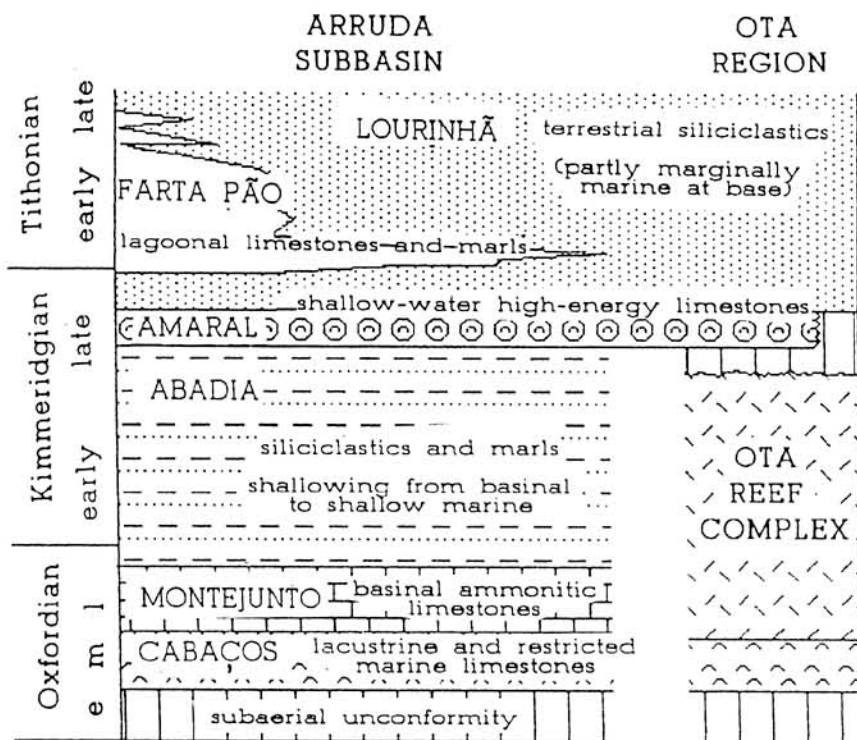 ARRUDA
SUBBASIN
OTA
REGION
Tithonian
early late
LOURINHÃ
terrestrial siliciclastics
(partly marginally
marine at base)
FARTA PÃO
lagoonal limestones-and-marls
Kimmeridgian
early late
shallow-water high-energy limestones
AMARAL
ABADIA
siliciclastics and marls
shallowing from basinal
to shallow marine
OTA
REEF
COMPLEX
Oxfordian
e m l
MONTEJUNTO
basinal ammonitic
limestones
CABAÇOS
lacustrine and restricted
marine limestones
subaerial unconformity